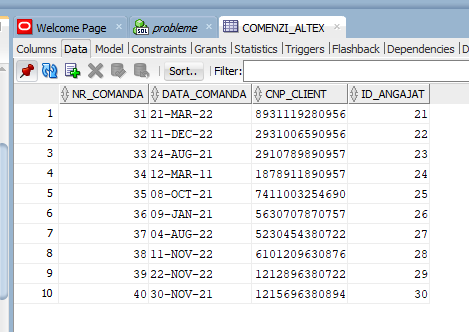 Welcome Page × probleme × COMENZI_ALTEX ×
Columns Data Model Constraints Grants Statistics Triggers Flashback Dependencies D
Sort.. Filter:
NR_COMANDA DATA_COMANDA CNP_CLIENT ID_ANGAJAT
1 31 21-MAR-22 8931119280956 21
2 32 11-DEC-22 2931006590956 22
3 33 24-AUG-21 2910789890957 23
4 34 12-MAR-11 1878911890957 24
5 35 08-OCT-21 7411003254690 25
6 36 09-JAN-21 5630707870757 26
7 37 04-AUG-22 5230454380722 27
8 38 11-NOV-22 6101209630876 28
9 39 22-NOV-22 1212896380722 29
10 40 30-NOV-21 1215696380894 30